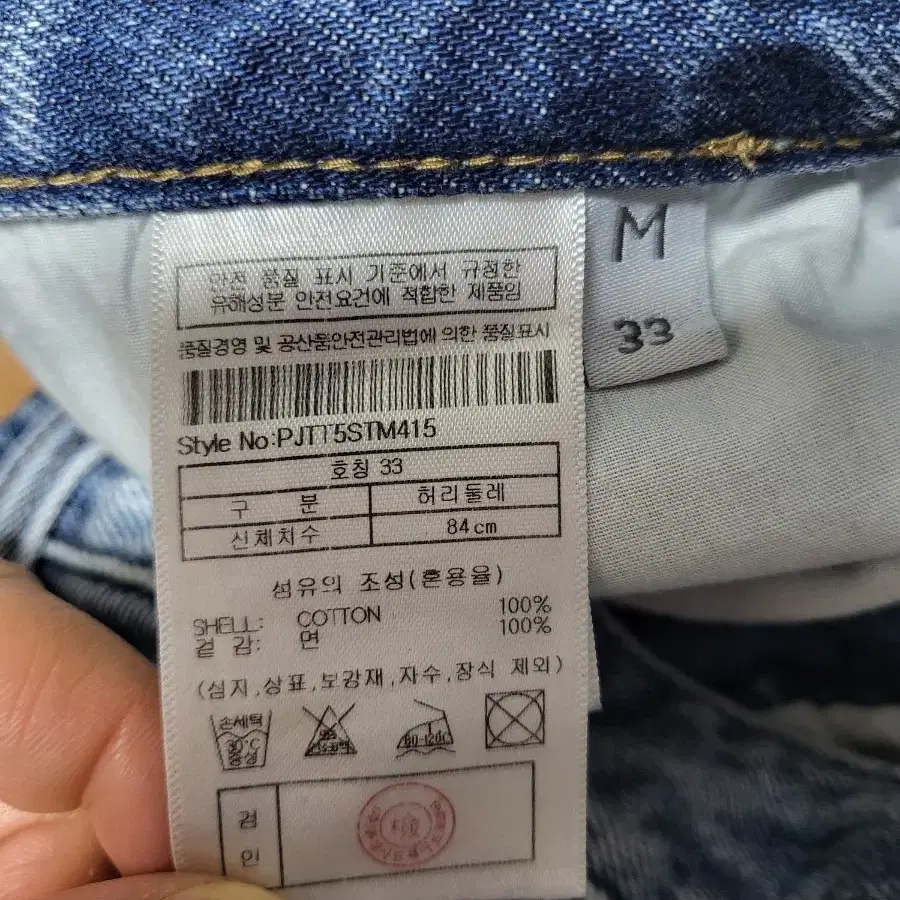 M
33
안전 품질 표시 기준에서 규정한
유해성분 안전요건에 적합한 제품임
품질경영 및 공산품안전관리법에 의한 품질표시
Style No:PJTT5STM415
호칭 33
구 분 허리둘레
신체치수 84cm
섬유의 조성(혼용율)
SHELL: COTTON 100%
겉 감: 면 100%
(심지,상표,보강재,자수,장식 제외)
손세탁
30°C
중성
검
인